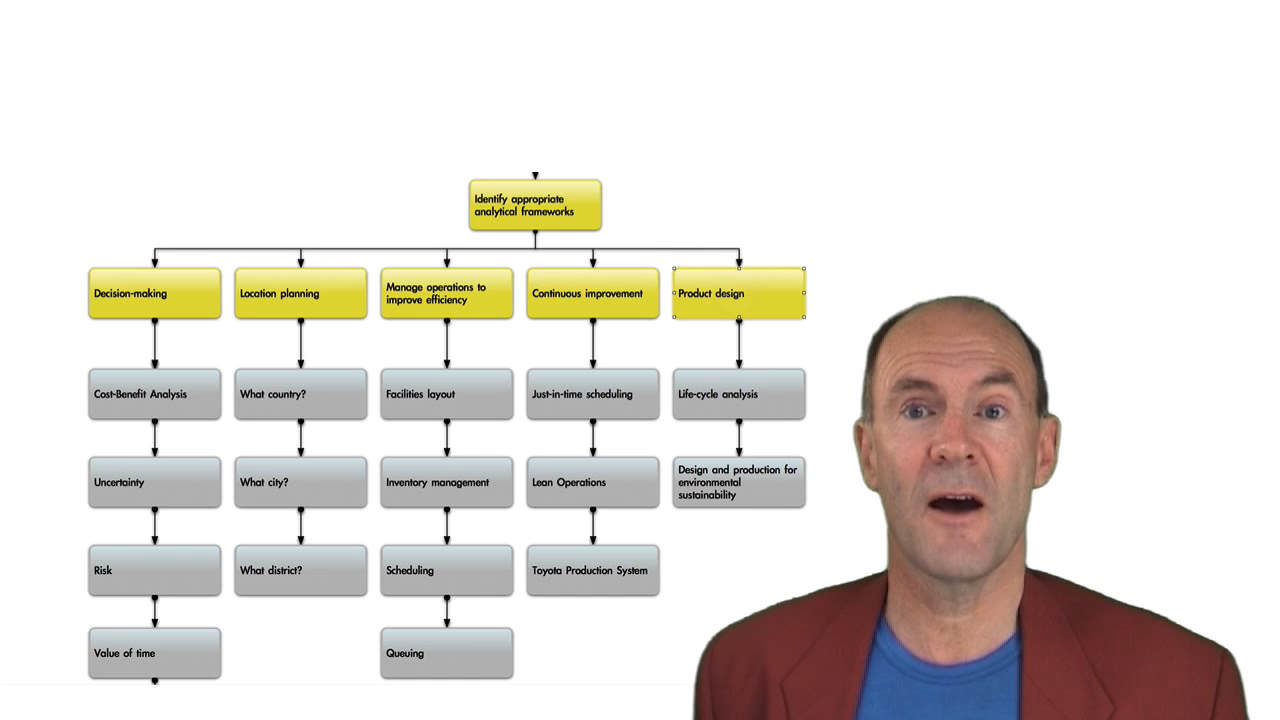 Identify appropriate
analytical frameworks
Decision-making
Location planning
Manage operations to
improve efficiency
Continuous improvement
Product design
Cost-Benefit Analysis
What country?
Facilities layout
Just-in-time scheduling
Life-cycle analysis
Uncertainty
What city?
Inventory management
Lean Operations
Design and production for
environmental
sustainability
Risk
What district?
Scheduling
Toyota Production System
Value of time
Queuing